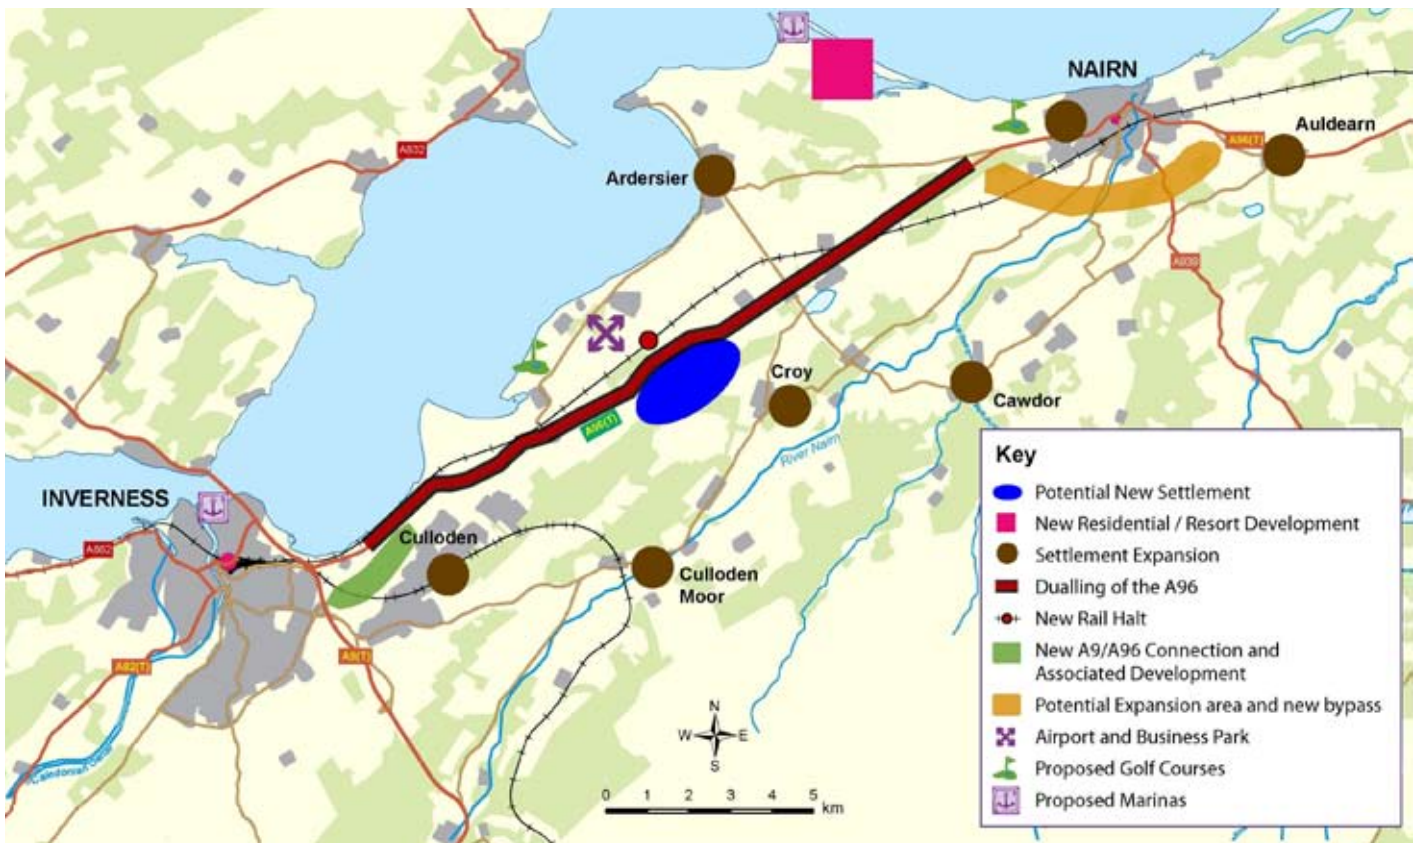 NAIRN
Auldearn
A96(T)
A832
Ardersier
A939
Croy
Cawdor
A96(T)
River Nairn
INVERNESS
Culloden
A862
Culloden
Moor
A82(T)
A9(T)
Caledonian Canal
N
W
E
S
0 1 2 3 4 5
km
Key
Potential New Settlement
New Residential / Resort Development
Settlement Expansion
Dualling of the A96
New Rail Halt
New A9/A96 Connection and
Associated Development
Potential Expansion area and new bypass
Airport and Business Park
Proposed Golf Courses
Proposed Marinas